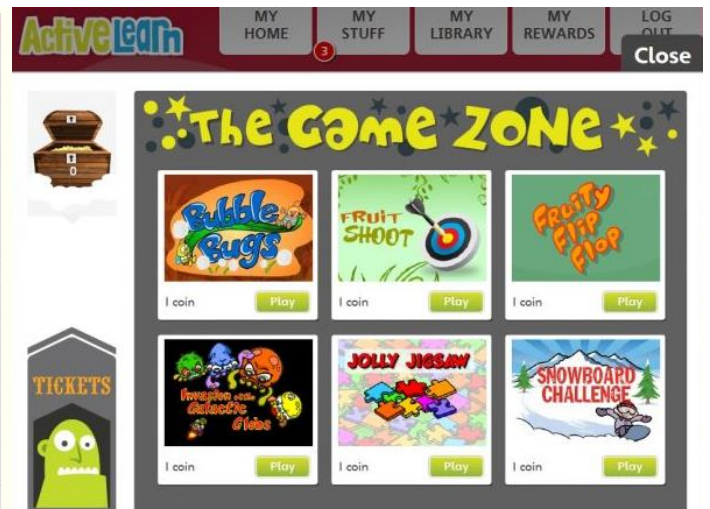 ActiveLearn
MY HOME
MY STUFF
3
MY LIBRARY
MY REWARDS
LOG OUT
Close
0
The Game ZONE
Bubble Bugs
FRUIT SHOOT
FRUITY FLIP FLOP
1 coin
Play
1 coin
Play
1 coin
Play
Invasion of the Galactic Globs
JOLLY JIGSAW
SNOWBOARD CHALLENGE
1 coin
Play
1 coin
Play
1 coin
Play
TICKETS